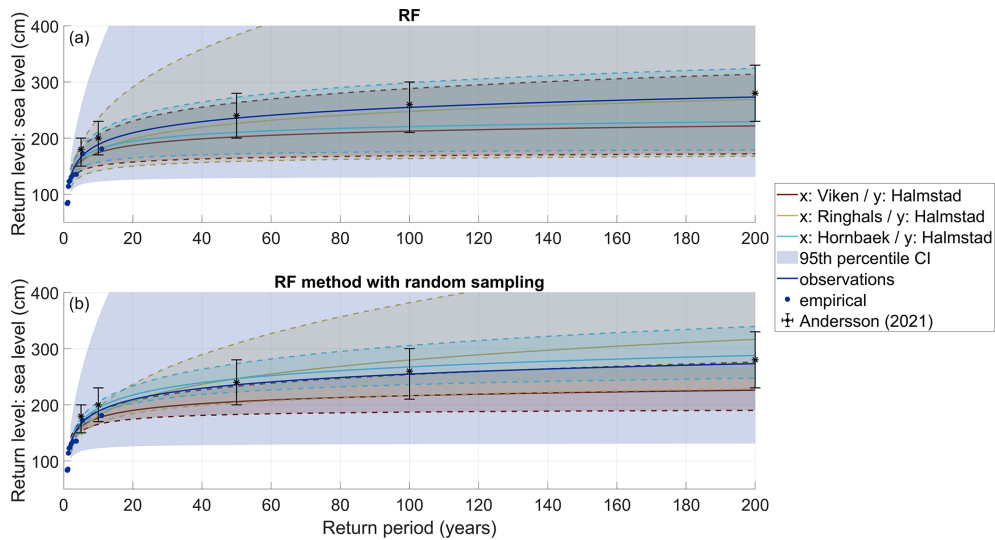 RF
(a)
Return level: sea level (cm)
400
300
200
100
0 20 40 60 80 100 120 140 160 180 200
RF method with random sampling
(b)
Return level: sea level (cm)
400
300
200
100
0 20 40 60 80 100 120 140 160 180 200
Return period (years)
x: Viken / y: Halmstad
x: Ringhals / y: Halmstad
x: Hornbaek / y: Halmstad
95th percentile CI
observations
empirical
Andersson (2021)